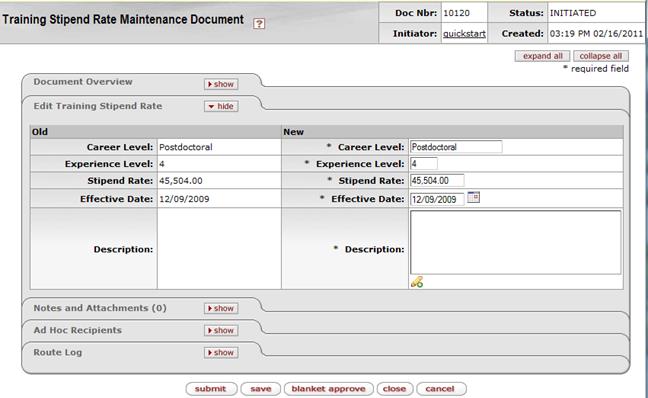 Training Stipend Rate Maintenance Document ?
Doc Nbr: 10120 Status: INITIATED
Initiator: quickstart Created: 03:19 PM 02/16/2011
expand all collapse all
* required field
Document Overview show
Edit Training Stipend Rate hide
Old New
Career Level: Postdoctoral * Career Level: Postdoctoral
Experience Level: 4 * Experience Level: 4
Stipend Rate: 45,504.00 * Stipend Rate: 45,504.00
Effective Date: 12/09/2009 * Effective Date: 12/09/2009
Description: * Description:
Notes and Attachments (0) show
Ad Hoc Recipients show
Route Log show
submit save blanket approve close cancel